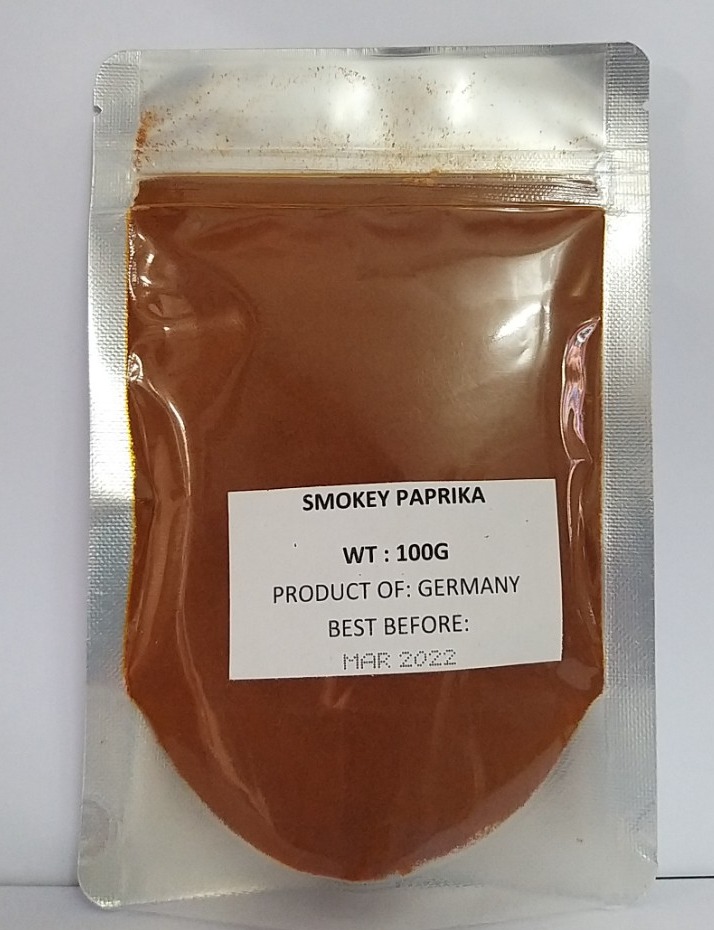 SMOKEY PAPRIKA
WT : 100G
PRODUCT OF: GERMANY
BEST BEFORE:
MAR 2022